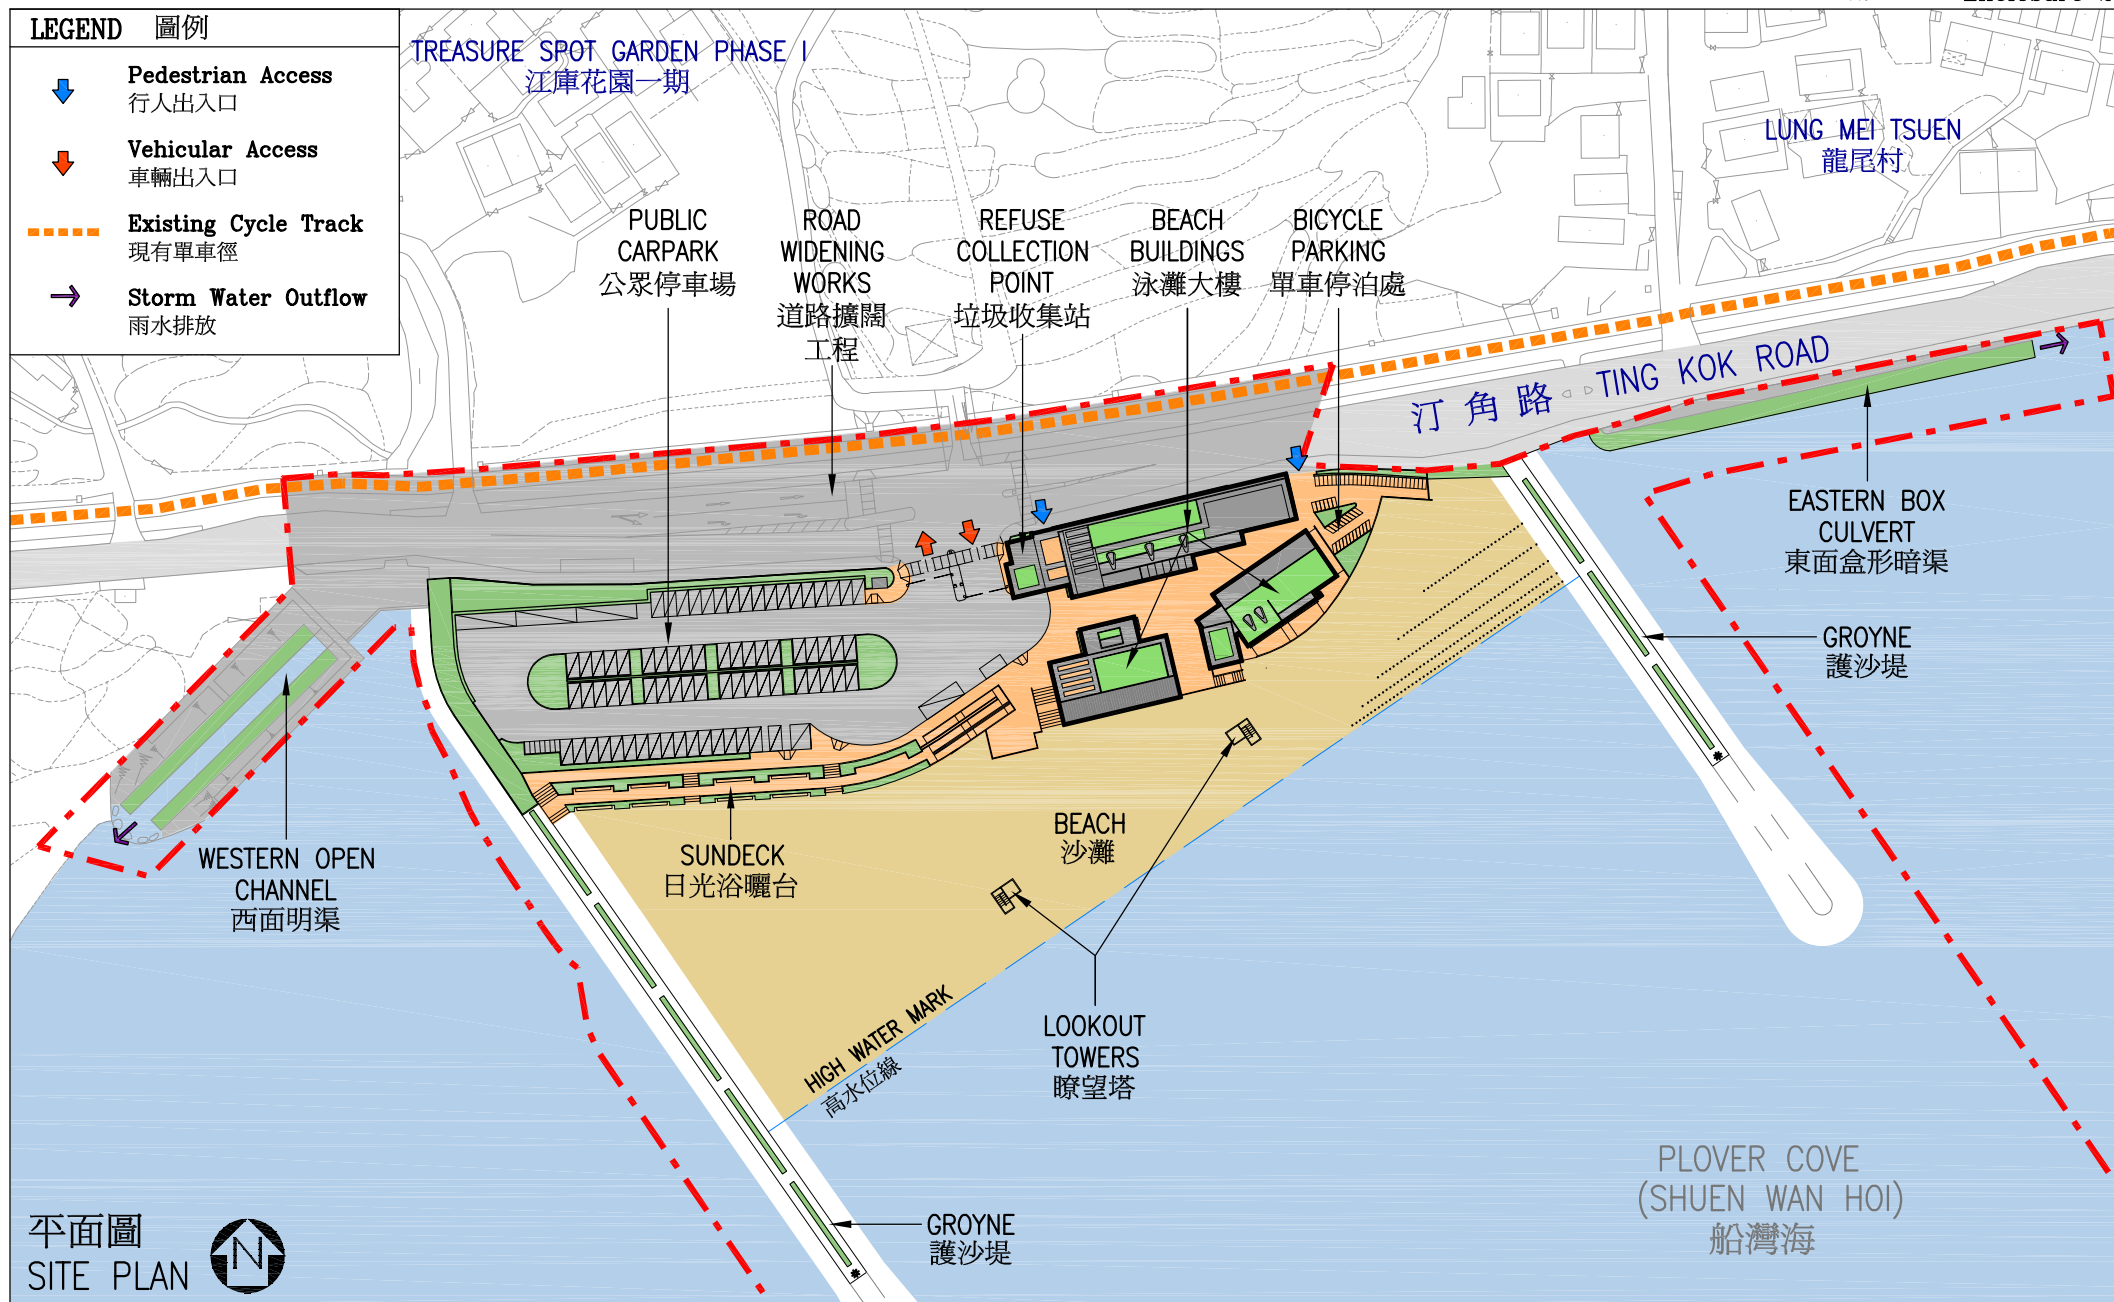 LEGEND 圖例
Pedestrian Access
行人出入口
Vehicular Access
車輛出入口
Existing Cycle Track
現有單車徑
Storm Water Outflow
雨水排放
TREASURE SPOT GARDEN PHASE I
江庫花園一期
LUNG MEI TSUEN
龍尾村
PUBLIC
CARPARK
公眾停車場
ROAD
WIDENING
WORKS
道路擴闊
工程
REFUSE
COLLECTION
POINT
垃圾收集站
BEACH
BUILDINGS
泳灘大樓
BICYCLE
PARKING
單車停泊處
汀角路 TING KOK ROAD
EASTERN BOX
CULVERT
東面盒形暗渠
GROYNE
護沙堤
WESTERN OPEN
CHANNEL
西面明渠
SUNDECK
日光浴曬台
BEACH
沙灘
LOOKOUT
TOWERS
瞭望塔
HIGH WATER MARK
高水位線
GROYNE
護沙堤
PLOVER COVE
(SHUEN WAN HOI)
船灣海
平面圖
SITE PLAN
N